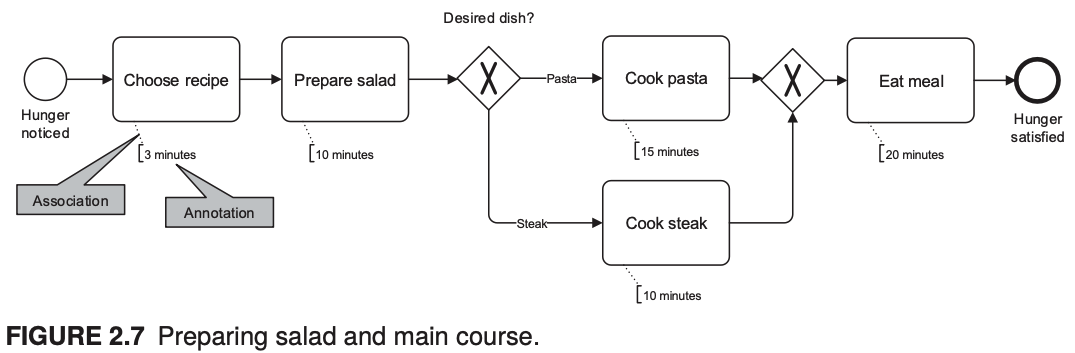 Desired dish?
Choose recipe
Prepare salad
X
Pasta
Cook pasta
X
Eat meal
Hunger
noticed
Hunger
satisfied
[3 minutes
[10 minutes
[15 minutes
[20 minutes
Association
Annotation
Steak
Cook steak
[10 minutes
FIGURE 2.7 Preparing salad and main course.